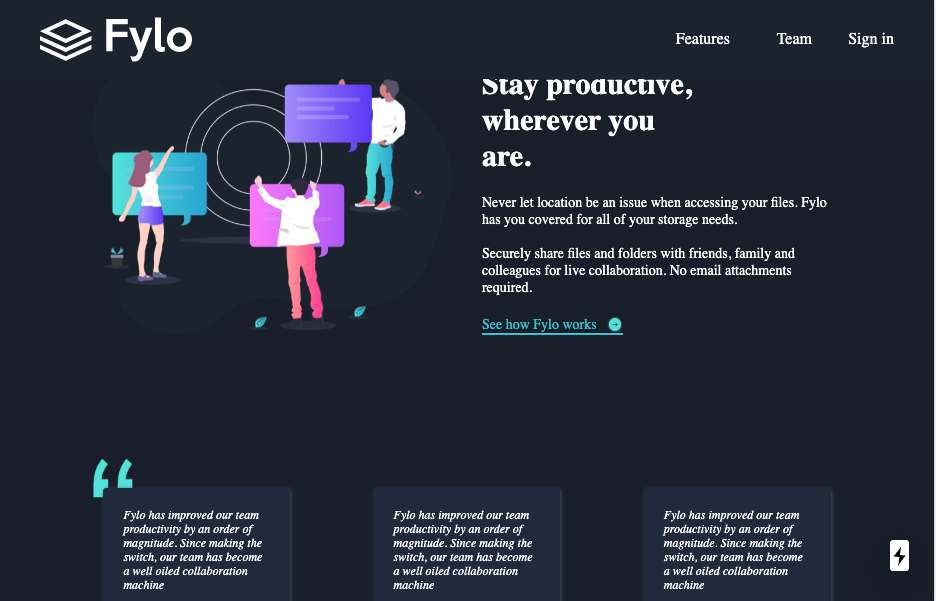 Fylo
Features
Team
Sign in
Stay productive,
wherever you
are.
Never let location be an issue when accessing your files. Fylo
has you covered for all of your storage needs.
Securely share files and folders with friends, family and
colleagues for live collaboration. No email attachments
required.
See how Fylo works
“
Fylo has improved our team
productivity by an order of
magnitude. Since making the
switch, our team has become
a well oiled collaboration
machine
Fylo has improved our team
productivity by an order of
magnitude. Since making the
switch, our team has become
a well oiled collaboration
machine
Fylo has improved our team
productivity by an order of
magnitude. Since making the
switch, our team has become
a well oiled collaboration
machine